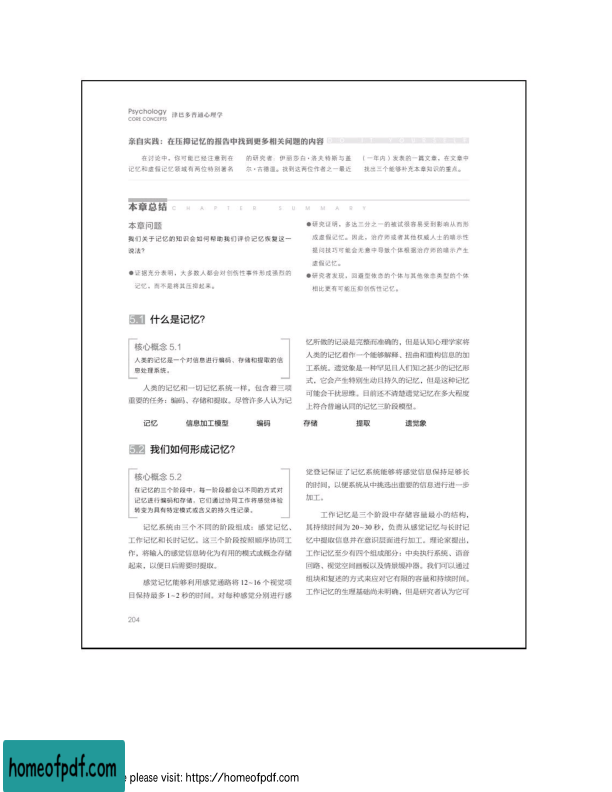 Psychology
CORE CONCEPTS 津巴多普通心理学
亲自实践：在压抑记忆的报告中找到更多相关问题的内容
在讨论中，你可能已经注意到在
记忆和虚假记忆领域有两位特别著名
的研究者：伊丽莎白·洛夫特斯与盖
尔·古德曼。找到这两位作者之一最近
（一年内）发表的一篇文章，在文章中
找出三个能够补充本章知识的重点。
本章总结 CHAPTER SUMMARY
本章问题
我们关于记忆的知识会如何帮助我们评价记忆恢复这一
说法？
●证据充分表明，大多数人都会对创伤性事件形成强烈的
记忆，而不是将其压抑起来。
●研究证明，多达三分之一的被试很容易受到影响从而形
成虚假记忆。因此，治疗师或者其他权威人士的暗示性
提问技巧可能会无意中导致个体根据治疗师的暗示产生
虚假记忆。
●研究者发现，回避型依恋的个体与其他依恋类型的个体
相比更有可能压抑创伤性记忆。
5.1 什么是记忆？
核心概念 5.1
人类的记忆是一个对信息进行编码、存储和提取的信
息处理系统。
人类的记忆和一切记忆系统一样，包含着三项
重要的任务：编码、存储和提取。尽管许多人认为记
忆所做的记录是完整而准确的，但是认知心理学家将
人类的记忆看作一个能够解释、扭曲和重构信息的加
工系统。遗觉象是一种罕见且人们知之甚少的记忆形
式，它会产生特别生动且持久的记忆，但是这种记忆
可能会干扰思维。目前还不清楚遗觉记忆在多大程度
上符合普遍认同的记忆三阶段模型。
记忆 信息加工模型 编码 存储 提取 遗觉象
5.2 我们如何形成记忆？
核心概念 5.2
在记忆的三个阶段中，每一阶段都会以不同的方式对
记忆进行编码和存储，它们通过协同工作将感觉体验
转变为具有特定模式或含义的持久性记录。
记忆系统由三个不同的阶段组成：感觉记忆、
工作记忆和长时记忆。这三个阶段按照顺序协同工
作，将输入的感觉信息转化为有用的模式或概念存储
起来，以便日后需要时提取。
感觉记忆能够利用感觉通路将 12~16 个视觉项
目保持最多 1~2 秒的时间。对每种感觉分别进行感
觉登记保证了记忆系统能够将感觉信息保持足够长
的时间，以便系统从中挑选出重要的信息进行进一步
加工。
工作记忆是三个阶段中存储容量最小的结构，
其持续时间为 20~30 秒，负责从感觉记忆与长时记
忆中提取信息并在意识层面进行加工。理论家提出，
工作记忆至少有四个组成部分：中央执行系统、语音
回路、视觉空间画板以及情景缓冲器。我们可以通过
组块和复述的方式来应对它有限的容量和持续时间。
工作记忆的生理基础尚未明确，但是研究者认为它可
204
homeofpdf.com
please visit: https://homeofpdf.com